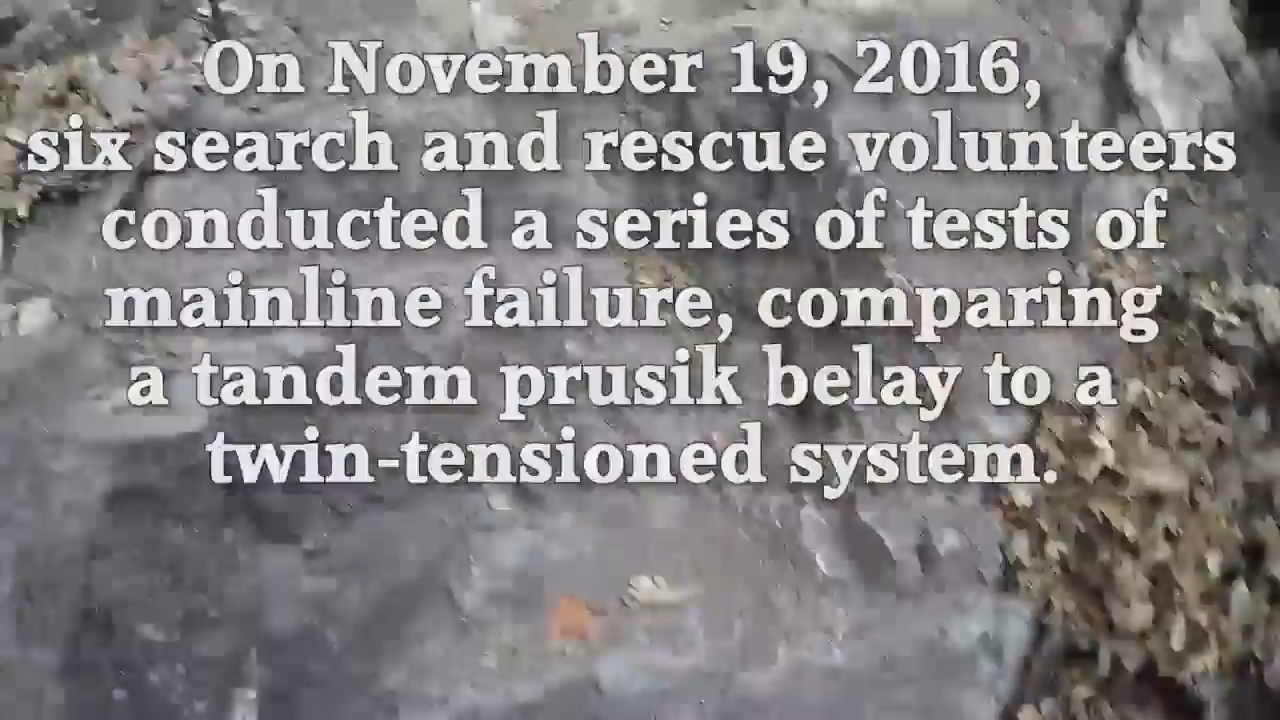 On November 19, 2016,
six search and rescue volunteers
conducted a series of tests of
mainline failure, comparing
a tandem prusik belay to a
twin-tensioned system.